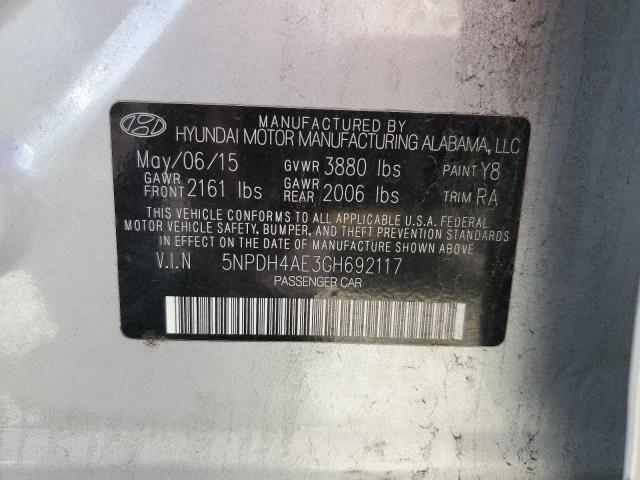 MANUFACTURED BY
HYUNDAI MOTOR MANUFACTURING ALABAMA, LLC
May/06/15 GVWR 3880 lbs PAINT Y8
GAWR FRONT 2161 lbs GAWR REAR 2006 lbs TRIM RA
THIS VEHICLE CONFORMS TO ALL APPLICABLE U.S.A. FEDERAL
MOTOR VEHICLE SAFETY, BUMPER, AND THEFT PREVENTION STANDARDS
IN EFFECT ON THE DATE OF MANUFACTURE SHOWN ABOVE.
V.I.N 5NPDH4AE3GH692117
PASSENGER CAR